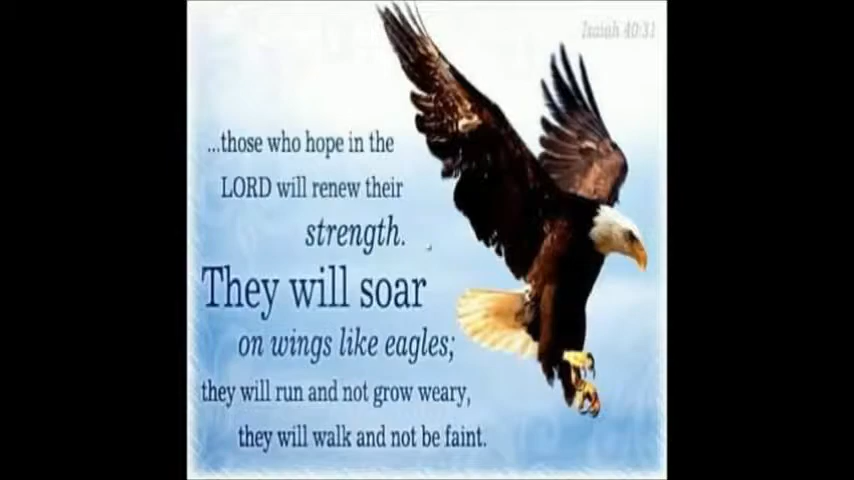 Isaiah 40:31
...those who hope in the
LORD will renew their
strength.
They will soar
on wings like eagles;
they will run and not grow weary,
they will walk and not be faint.